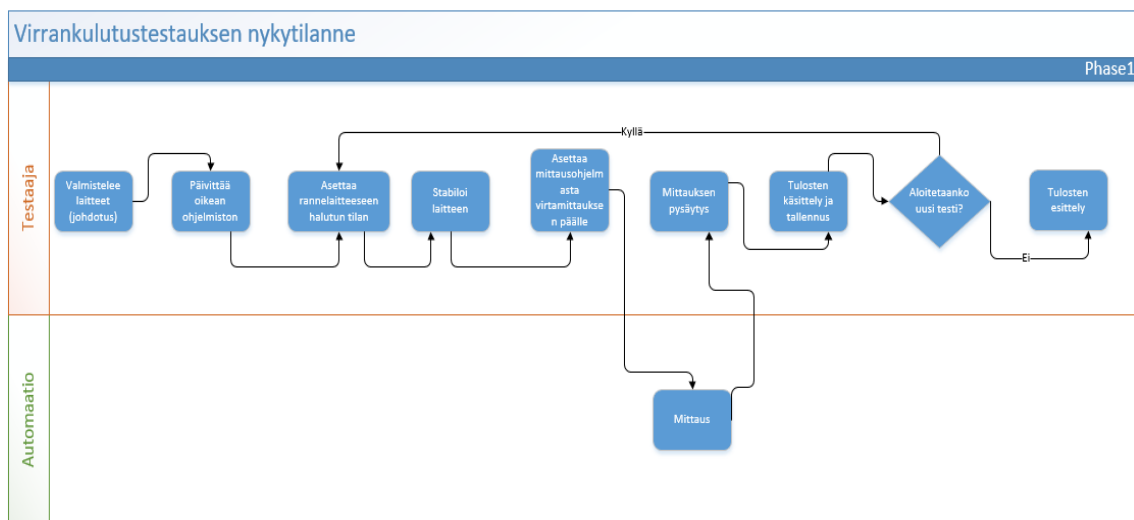 Virrankulutustestauksen nykytilanne
Phase1
Testaaja
Kyllä
Valmistelee
laitteet
(johdotus)
Päivittää
oikean
ohjelmiston
Asettaa
rannelaitteeseen
halutun tilan
Stabiloi
laitteen
Asettaa
mittausohjelm
asta
virtamittaukse
n päälle
Mittauksen
pysäytys
Tulosten
käsittely ja
tallennus
Aloitetaanko
uusi testi?
Ei
Tulosten
esittely
Automaatio
Mittaus